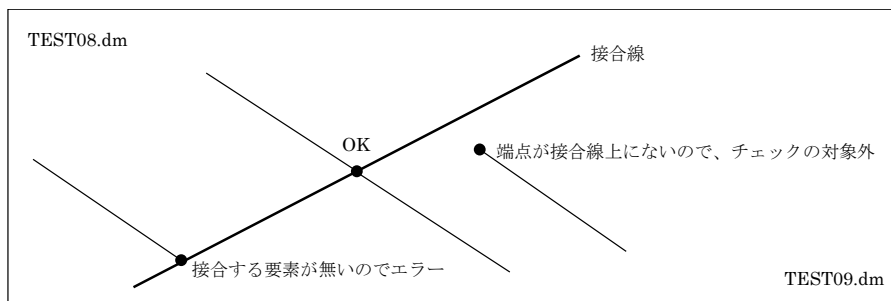 TEST08.dm
接合線
OK
端点が接合線上にないので、チェックの対象外
接合する要素が無いのでエラー
TEST09.dm